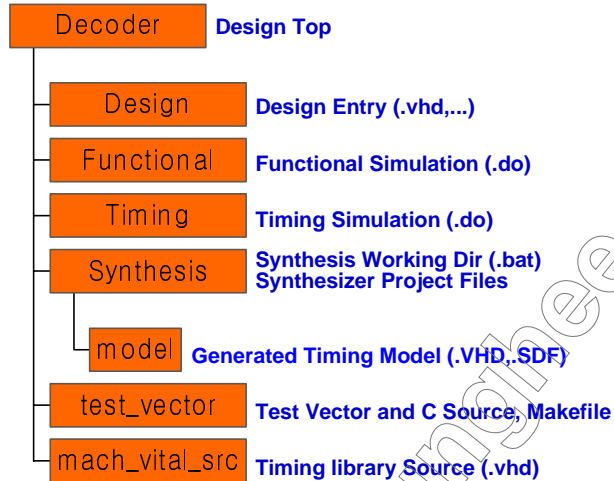 Decoder Design Top
Design Design Entry (.vhd,...)
Functional Functional Simulation (.do)
Timing Timing Simulation (.do)
Synthesis Synthesis Working Dir (.bat)
Synthesizer Project Files
model Generated Timing Model (.VHD,.SDF)
test_vector Test Vector and C Source, Makefile
mach_vital_src Timing library Source (.vhd)